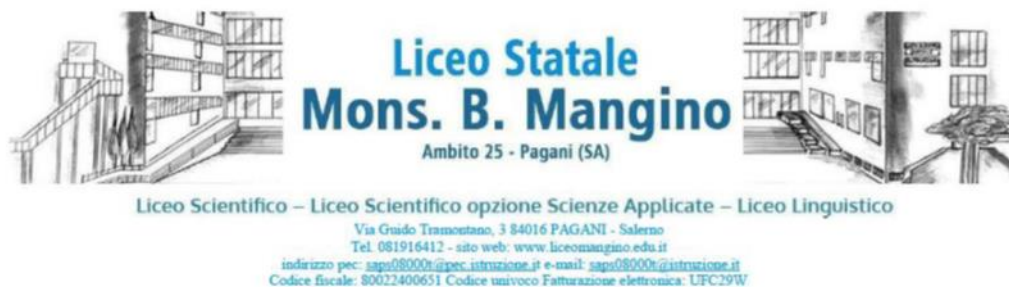 Liceo Statale
Mons. B. Mangino
Ambito 25 - Pagani (SA)
Liceo Scientifico – Liceo Scientifico opzione Scienze Applicate – Liceo Linguistico
Via Guido Tramontano, 3 84016 PAGANI - Salerno
Tel. 081916412 - sito web: www.liceomangino.edu.it
indirizzo pec: saps08000t@pec.istruzione.it e-mail: saps08000t@istruzione.it
Codice fiscale: 80022400651 Codice univoco Fatturazione elettronica: UFC29W